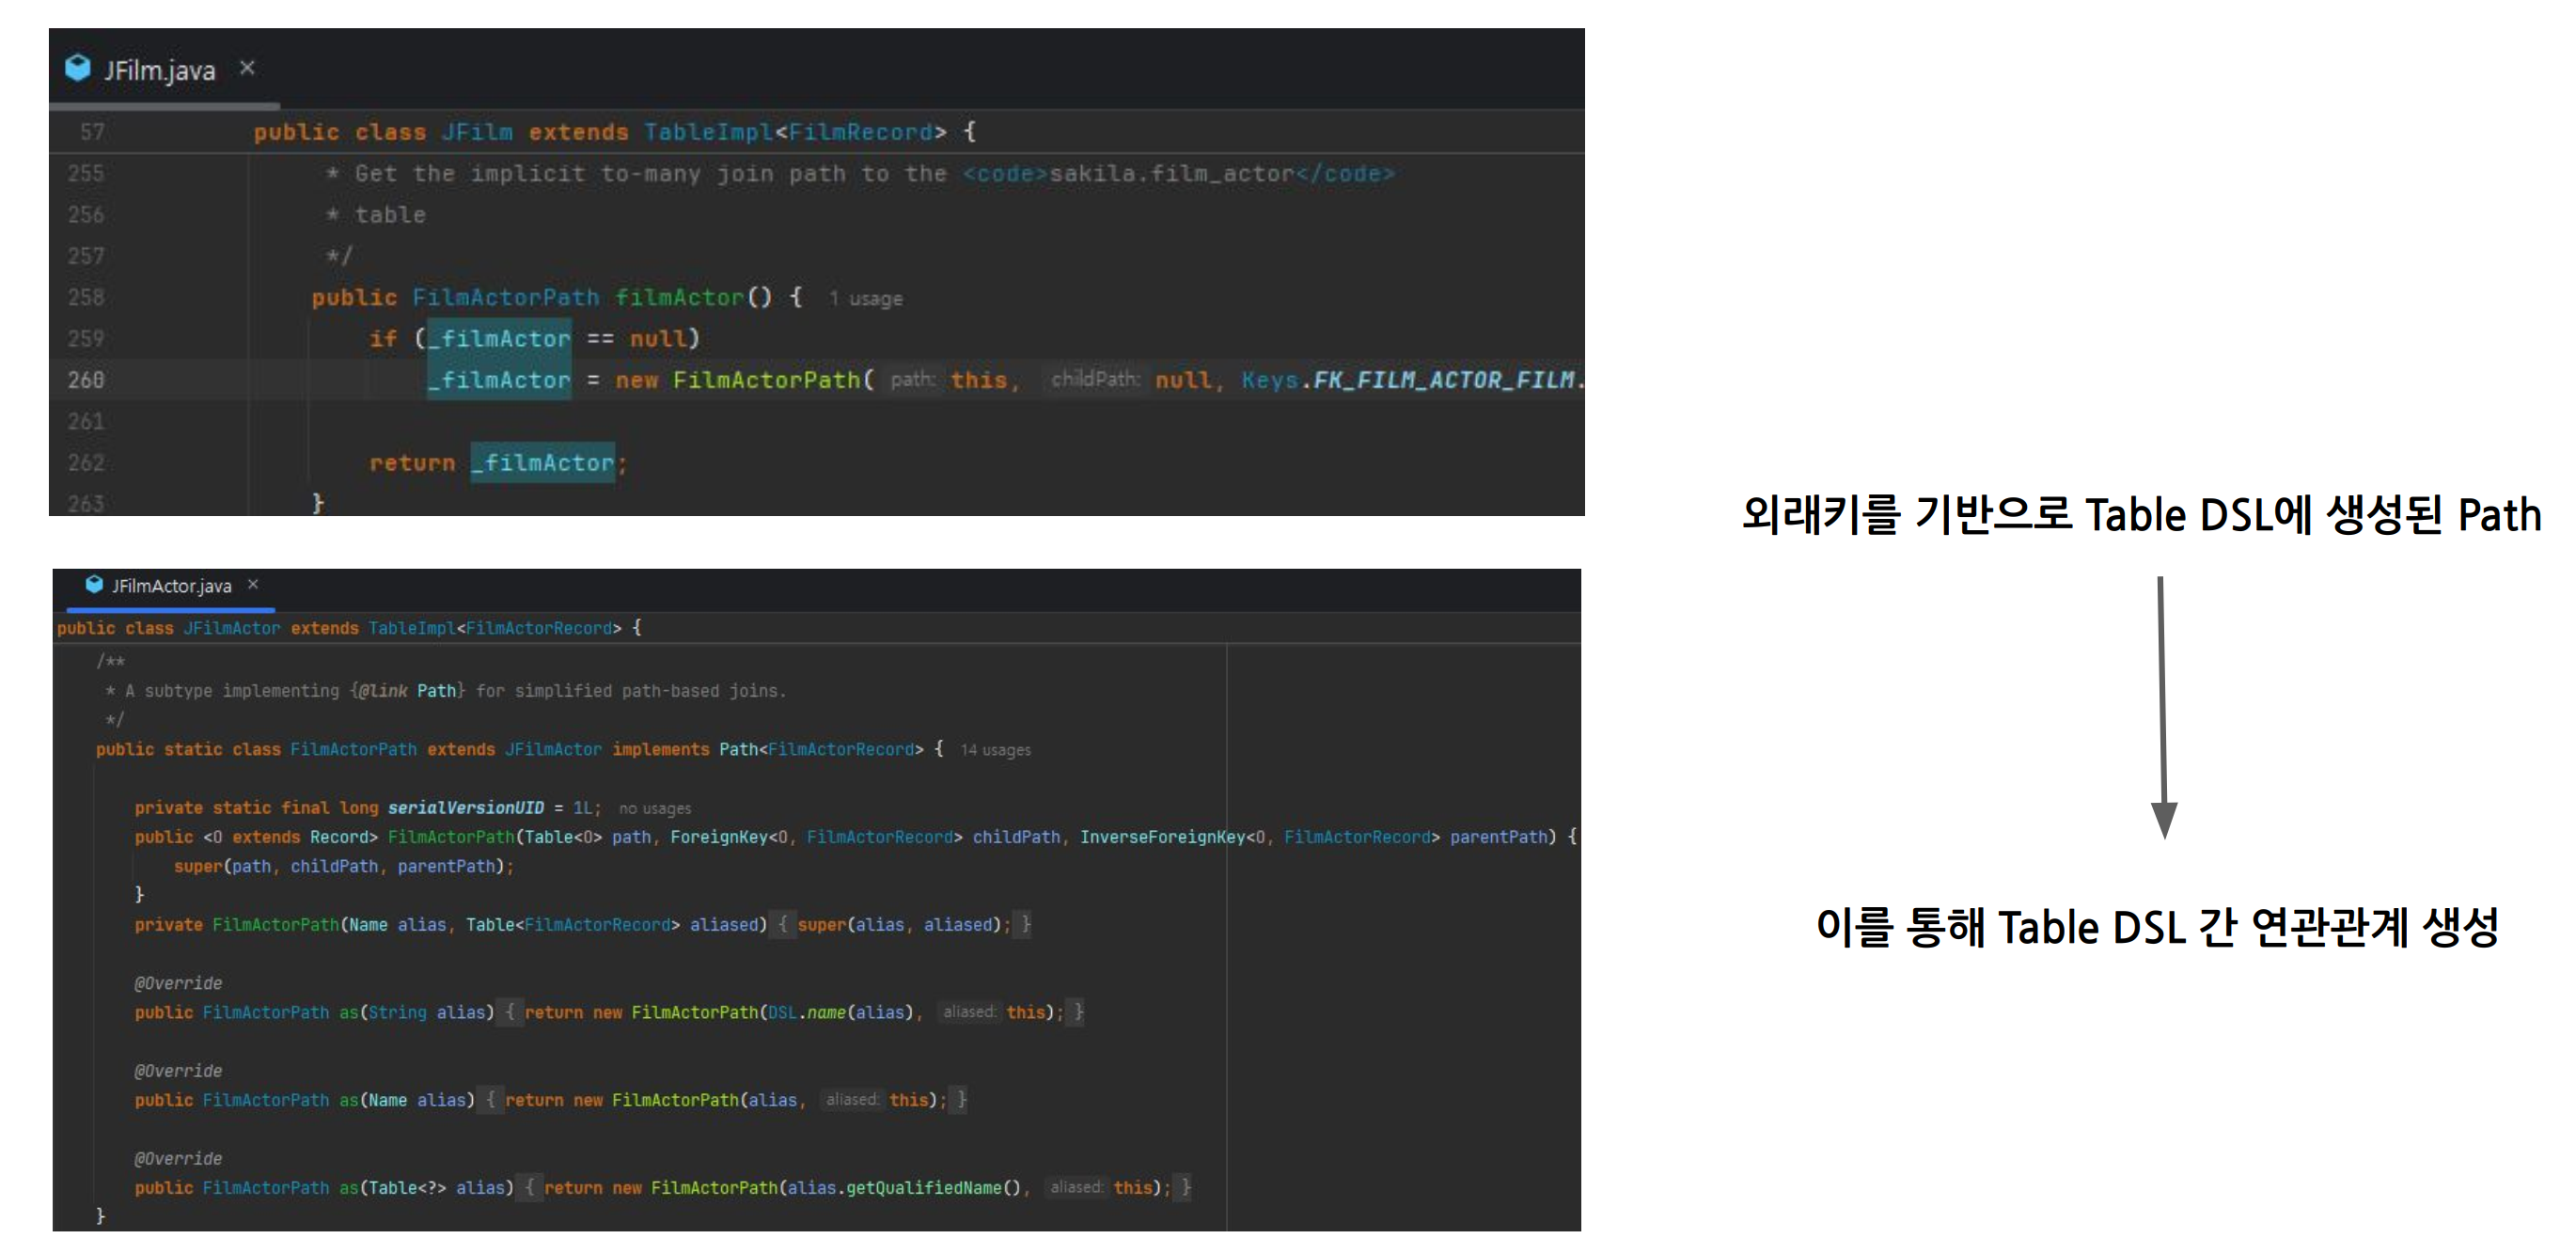 JFilm.java ×
57 public class JFilm extends TableImpl<FilmRecord> {
255 * Get the implicit to-many join path to the <code>sakila.film_actor</code>
256 * table
257 */
258 public FilmActorPath filmActor() { 1 usage
259 if (_filmActor == null)
260 _filmActor = new FilmActorPath( path: this, childPath: null, Keys.FK_FILM_ACTOR_FILM.
261
262 return _filmActor;
263 }
외래키를 기반으로 Table DSL에 생성된 Path
이를 통해 Table DSL 간 연관관계 생성
JFilmActor.java ×
public class JFilmActor extends TableImpl<FilmActorRecord> {
/**
* A subtype implementing {@link Path} for simplified path-based joins.
*/
public static class FilmActorPath extends JFilmActor implements Path<FilmActorRecord> { 14 usages
private static final long serialVersionUID = 1L; no usages
public <O extends Record> FilmActorPath(Table<O> path, ForeignKey<O, FilmActorRecord> childPath, InverseForeignKey<O, FilmActorRecord> parentPath) {
super(path, childPath, parentPath);
}
private FilmActorPath(Name alias, Table<FilmActorRecord> aliased) { super(alias, aliased); }
@Override
public FilmActorPath as(String alias) { return new FilmActorPath(DSL.name(alias), aliased: this); }
@Override
public FilmActorPath as(Name alias) { return new FilmActorPath(alias, aliased: this); }
@Override
public FilmActorPath as(Table<?> alias) { return new FilmActorPath(alias.getQualifiedName(), aliased: this); }
}